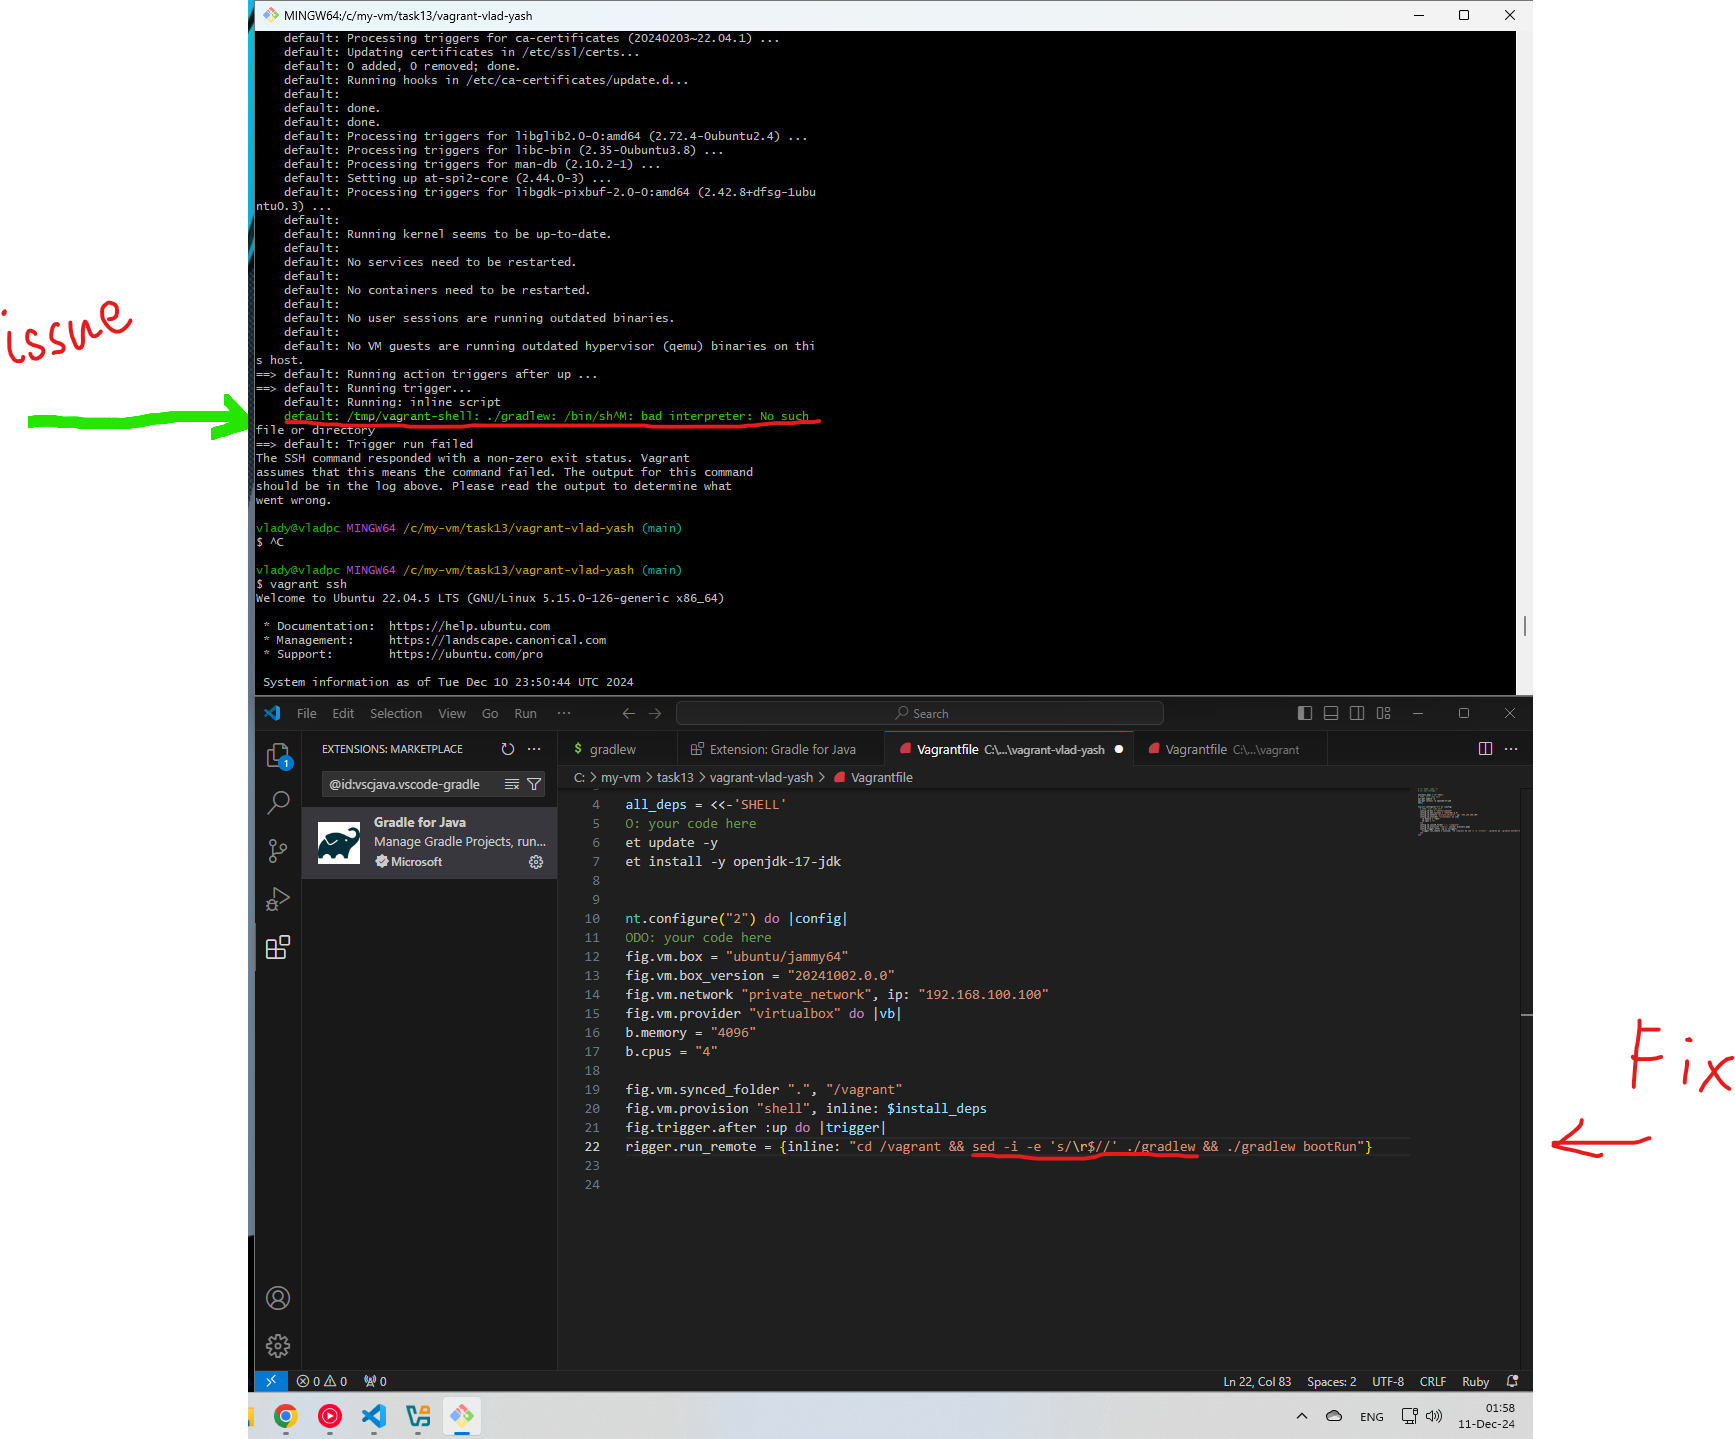 MINGW64:/c/my-vm/task13/vagrant-vlad-yash
default: Processing triggers for ca-certificates (20240203~22.04.1) ...
default: Updating certificates in /etc/ssl/certs...
default: 0 added, 0 removed; done.
default: Running hooks in /etc/ca-certificates/update.d...
default:
default: done.
default: done.
default: Processing triggers for libglib2.0-0:amd64 (2.72.4-0ubuntu2.4) ...
default: Processing triggers for libc-bin (2.35-0ubuntu3.8) ...
default: Processing triggers for man-db (2.10.2-1) ...
default: Setting up at-spi2-core (2.44.0-3) ...
default: Processing triggers for libgdk-pixbuf-2.0-0:amd64 (2.42.8+dfsg-1ubu
ntu0.3) ...
default:
default: Running kernel seems to be up-to-date.
default:
default: No services need to be restarted.
default:
default: No containers need to be restarted.
default:
default: No user sessions are running outdated binaries.
default:
default: No VM guests are running outdated hypervisor (qemu) binaries on thi
s host.
==> default: Running action triggers after up ...
==> default: Running trigger...
default: Running: inline script
default: /tmp/vagrant-shell: ./gradlew: /bin/sh^M: bad interpreter: No such
file or directory
==> default: Trigger run failed
The SSH command responded with a non-zero exit status. Vagrant
assumes that this means the command failed. The output for this command
should be in the log above. Please read the output to determine what
went wrong.
vlady@vladpc MINGW64 /c/my-vm/task13/vagrant-vlad-yash (main)
$ ^C
vlady@vladpc MINGW64 /c/my-vm/task13/vagrant-vlad-yash (main)
$ vagrant ssh
Welcome to Ubuntu 22.04.5 LTS (GNU/Linux 5.15.0-126-generic x86_64)
* Documentation:  https://help.ubuntu.com
* Management:     https://landscape.canonical.com
* Support:        https://ubuntu.com/pro
System information as of Tue Dec 10 23:50:44 UTC 2024
issue
File Edit Selection View Go Run ··· Search
EXTENSIONS: MARKETPLACE
@id:vscjava.vscode-gradle
Gradle for Java
Manage Gradle Projects, run...
Microsoft
1
$ gradlew
Extension: Gradle for Java
Vagrantfile C:\...\vagrant-vlad-yash
Vagrantfile C:\...\vagrant
C: > my-vm > task13 > vagrant-vlad-yash > Vagrantfile
4 all_deps = <<-'SHELL'
5 O: your code here
6 et update -y
7 et install -y openjdk-17-jdk
8
9
10 nt.configure("2") do |config|
11 ODO: your code here
12 fig.vm.box = "ubuntu/jammy64"
13 fig.vm.box_version = "20241002.0.0"
14 fig.vm.network "private_network", ip: "192.168.100.100"
15 fig.vm.provider "virtualbox" do |vb|
16 b.memory = "4096"
17 b.cpus = "4"
18
19 fig.vm.synced_folder ".", "/vagrant"
20 fig.vm.provision "shell", inline: $install_deps
21 fig.trigger.after :up do |trigger|
22 rigger.run_remote = {inline: "cd /vagrant && sed -i -e 's/\r$//' ./gradlew && ./gradlew bootRun"}
23
24
Fix
0 0 0
Ln 22, Col 83 Spaces: 2 UTF-8 CRLF Ruby
ENG
01:58
11-Dec-24